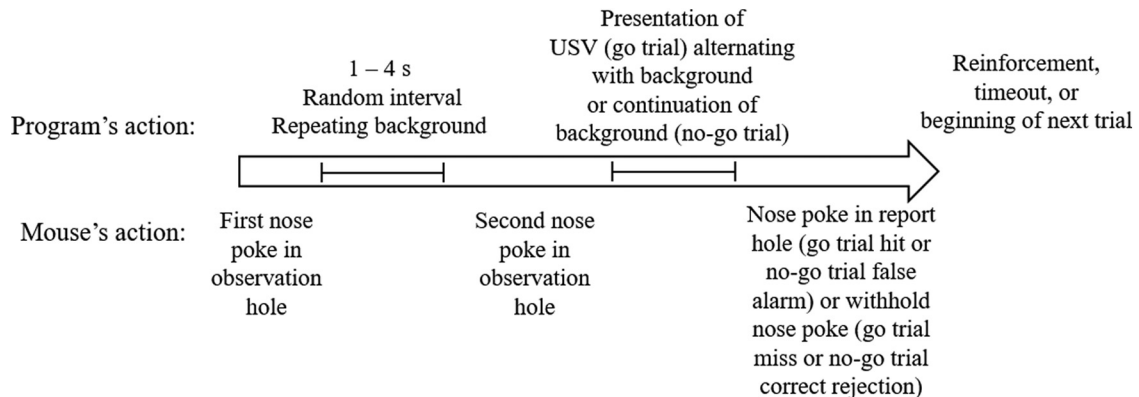 Program's action:
1 – 4 s
Random interval
Repeating background
Presentation of
USV (go trial) alternating
with background
or continuation of
background (no-go trial)
Reinforcement,
timeout, or
beginning of next trial
Mouse's action:
First nose
poke in
observation
hole
Second nose
poke in
observation
hole
Nose poke in report
hole (go trial hit or
no-go trial false
alarm) or withhold
nose poke (go trial
miss or no-go trial
correct rejection)